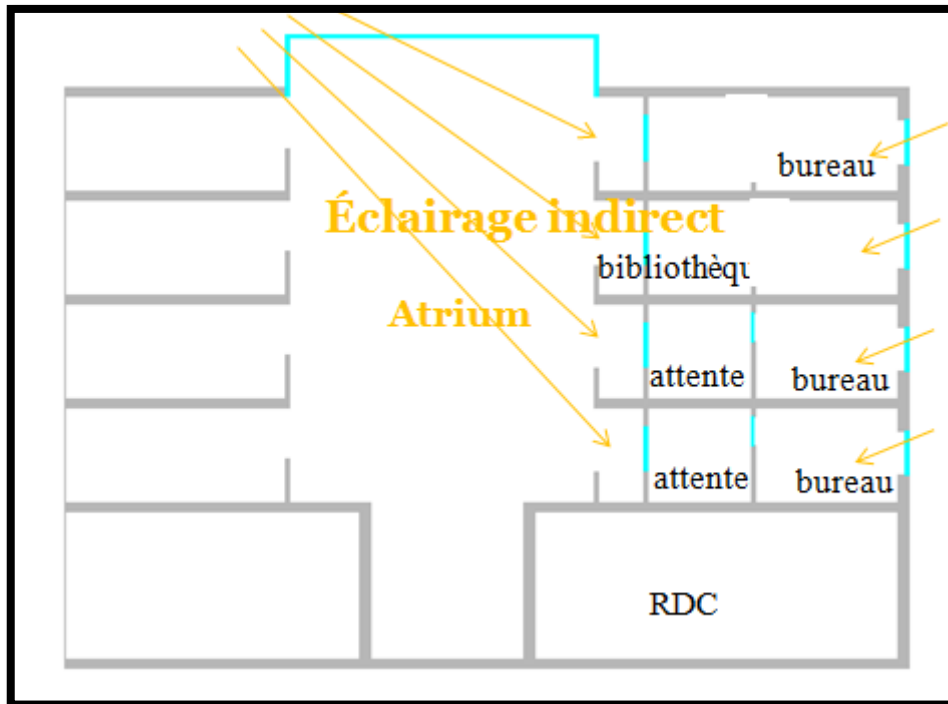 bureau
Éclairage indirect
bibliothèqu
Atrium
attente
bureau
attente
bureau
RDC